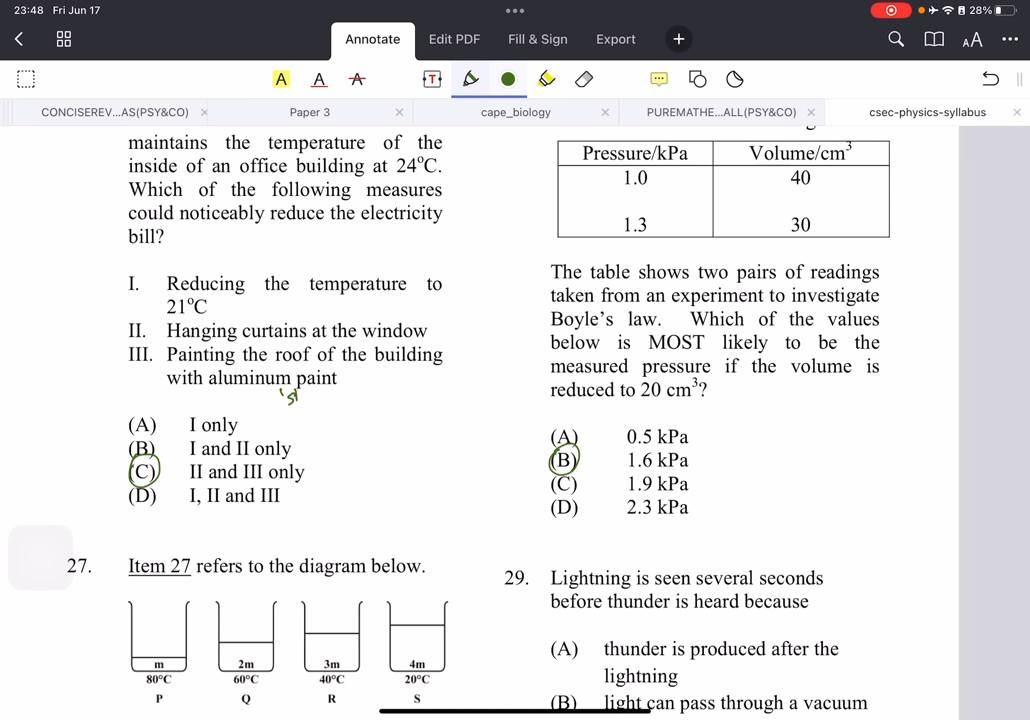 23:48 Fri Jun 17
28%
Annotate
Edit PDF
Fill & Sign
Export
AA
A A A T
CONCISEREV...AS(PSY&CO)
Paper 3
cape_biology
PUREMATHE...ALL(PSY&CO)
csec-physics-syllabus
maintains the temperature of the
inside of an office building at 24°C.
Which of the following measures
could noticeably reduce the electricity
bill?
I. Reducing the temperature to
21°C
II. Hanging curtains at the window
III. Painting the roof of the building
with aluminum paint
(A) I only
(B) I and II only
(C) II and III only
(D) I, II and III
27. Item 27 refers to the diagram below.
m 2m 3m 4m
80°C 60°C 40°C 20°C
P Q R S
Pressure/kPa Volume/cm³
1.0 40
1.3 30
The table shows two pairs of readings
taken from an experiment to investigate
Boyle's law. Which of the values
below is MOST likely to be the
measured pressure if the volume is
reduced to 20 cm³?
(A) 0.5 kPa
(B) 1.6 kPa
(C) 1.9 kPa
(D) 2.3 kPa
29. Lightning is seen several seconds
before thunder is heard because
(A) thunder is produced after the
lightning
(B) light can pass through a vacuum